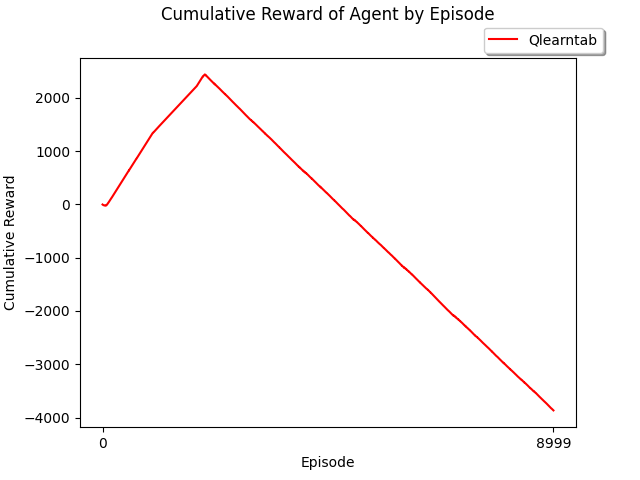 Cumulative Reward of Agent by Episode
Qlearntab
2000
1000
0
−1000
−2000
−3000
−4000
Cumulative Reward
0
8999
Episode